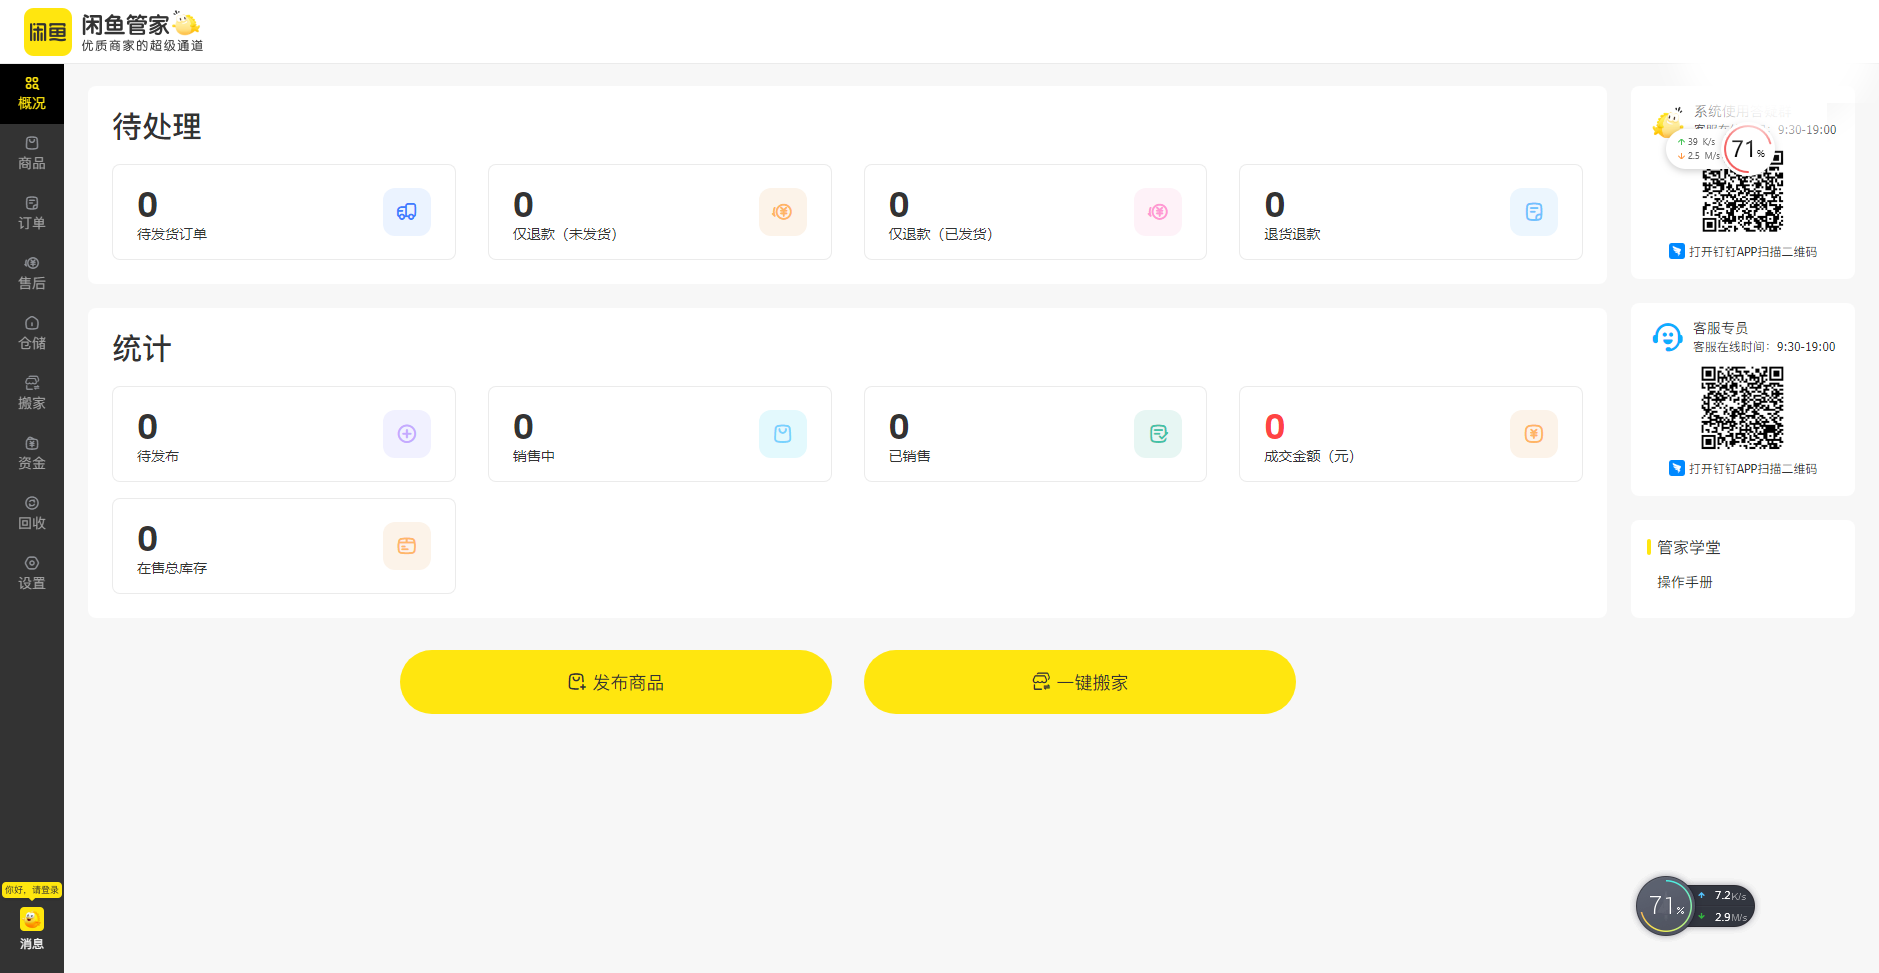 闲鱼
闲鱼管家
优质商家的超级通道
概况
商品
订单
售后
仓储
搬家
资金
回收
设置
你好，请登录
消息
待处理
0
待发货订单
0
仅退款（未发货）
0
仅退款（已发货）
0
退货退款
统计
0
待发布
0
销售中
0
已销售
0
成交金额（元）
0
在售总库存
发布商品
一键搬家
系统使用
客服在
9:30-19:00
39 K/s
2.5 M/s
71%
打开钉钉APP扫描二维码
客服专员
客服在线时间：9:30-19:00
打开钉钉APP扫描二维码
管家学堂
操作手册
71%
7.2K/s
2.9M/s